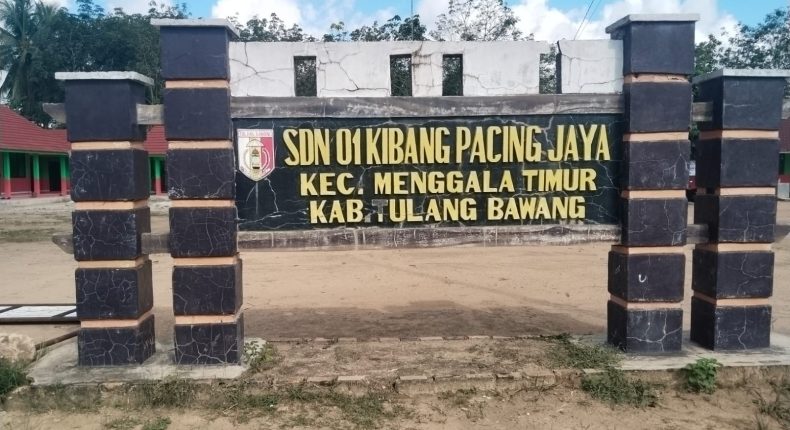 SDN 01 KIBANG PACING JAYA
KEC. MENGGALA TIMUR
KAB. TULANG BAWANG